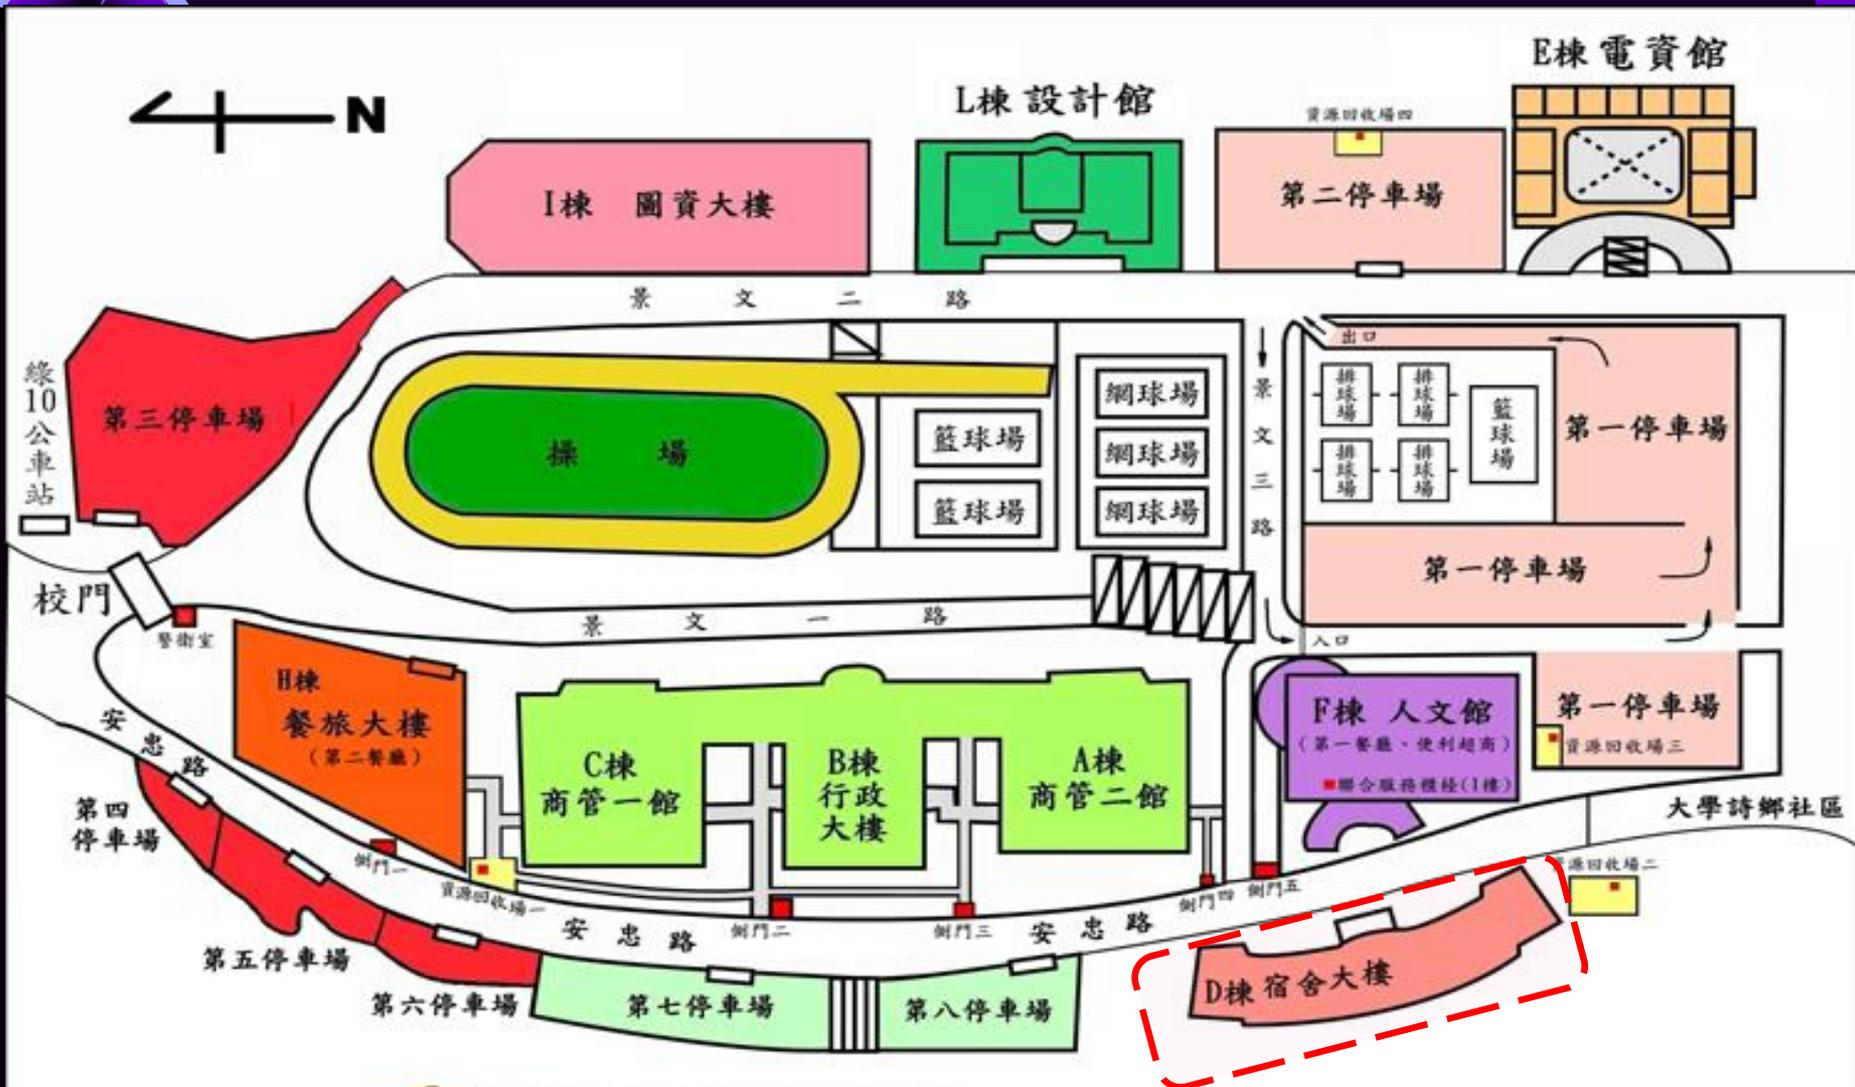 E棟 電資館
L棟 設計館
資源回收場四
N
I棟 圖資大樓
第二停車場
景文二路
出口
綠10公車站
第三停車場
操場
籃球場
籃球場
網球場
網球場
網球場
景文三路
排球場
排球場
排球場
排球場
籃球場
第一停車場
第一停車場
校門
警衛室
景文一路
入口
H棟
餐旅大樓
(第二餐廳)
C棟
商管一館
B棟
行政
大樓
A棟
商管二館
F棟 人文館
(第一餐廳、便利超商)
聯合服務櫃檯(1樓)
第一停車場
資源回收場三
安忠路
大學詩鄉社區
第四
停車場
側門一
資源回收場一
側門二
側門三
側門四
側門五
資源回收場二
安忠路
安忠路
第五停車場
第六停車場
第七停車場
第八停車場
D棟 宿舍大樓